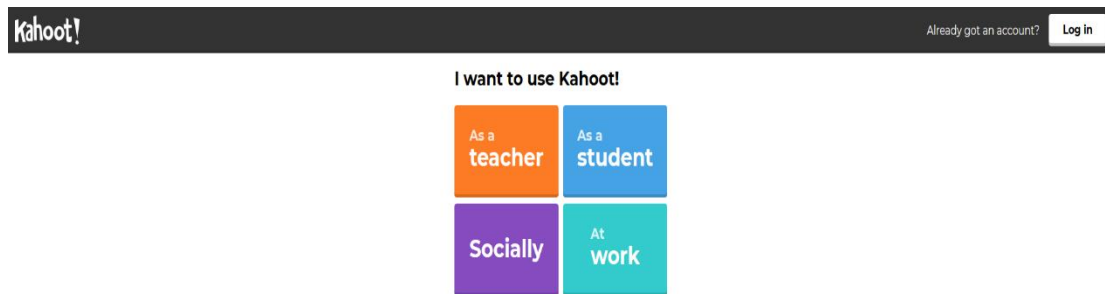 Kahoot!
Already got an account?
Log in
I want to use Kahoot!
As a
teacher
As a
student
Socially
At
work